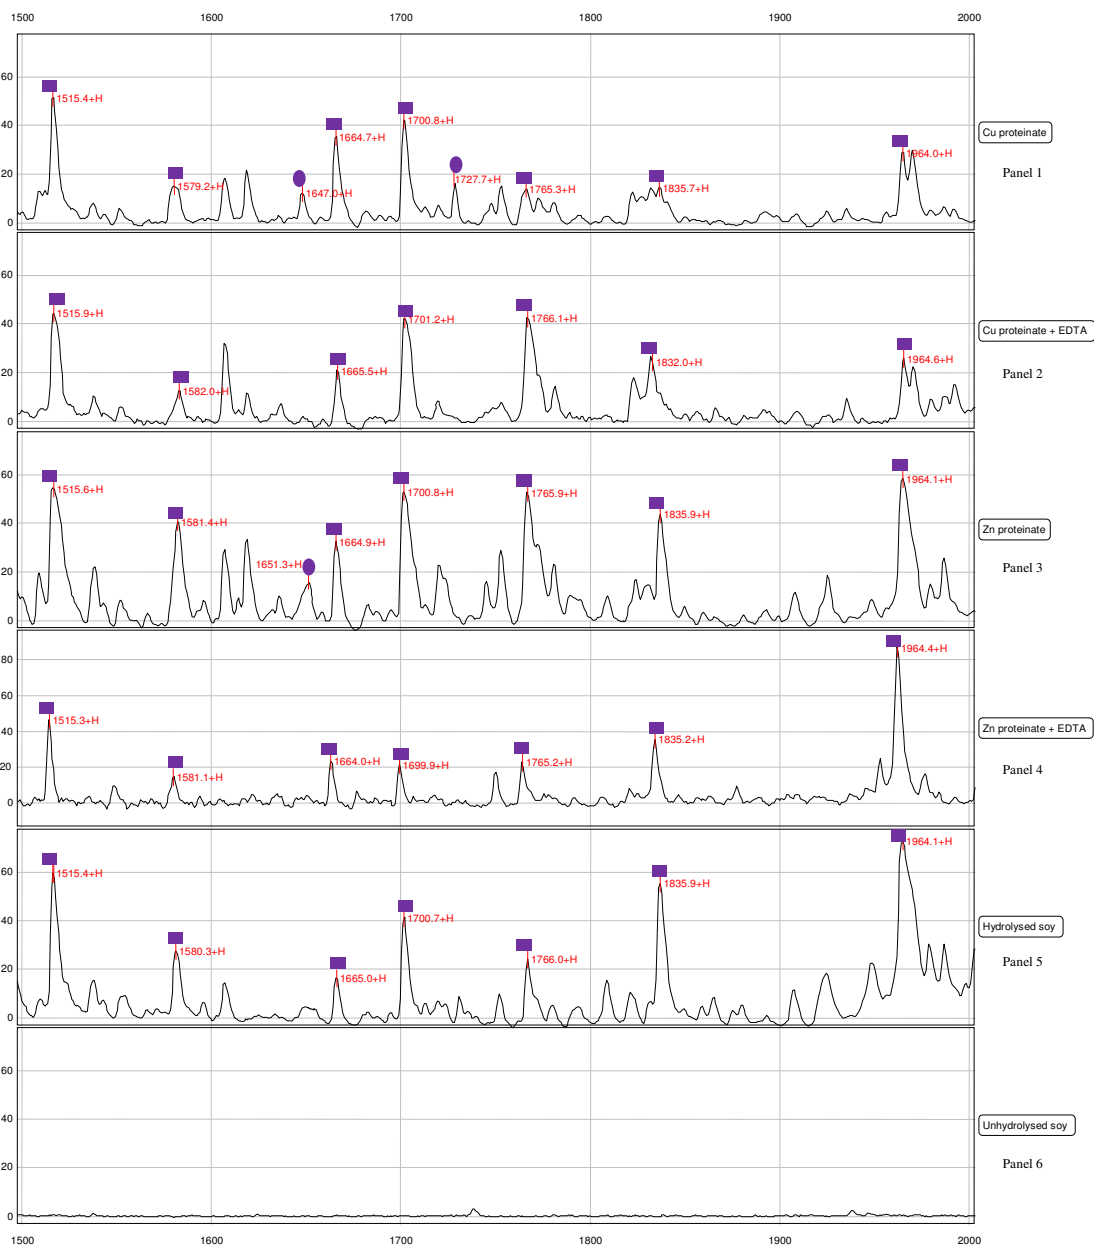 1500 1600 1700 1800 1900 2000
60
40
20
0
1515.4+H
1579.2+H
1647.0+H
1664.7+H
1700.8+H
1727.7+H
1765.3+H
1835.7+H
1964.0+H
Cu proteinate
Panel 1
60
40
20
0
1515.9+H
1582.0+H
1665.5+H
1701.2+H
1766.1+H
1832.0+H
1964.6+H
Cu proteinate + EDTA
Panel 2
60
40
20
0
1515.6+H
1581.4+H
1651.3+H
1664.9+H
1700.8+H
1765.9+H
1835.9+H
1964.1+H
Zn proteinate
Panel 3
80
60
40
20
0
1515.3+H
1581.1+H
1664.0+H
1699.9+H
1765.2+H
1835.2+H
1964.4+H
Zn proteinate + EDTA
Panel 4
60
40
20
0
1515.4+H
1580.3+H
1665.0+H
1700.7+H
1766.0+H
1835.9+H
1964.1+H
Hydrolysed soy
Panel 5
60
40
20
0
Unhydrolysed soy
Panel 6
1500 1600 1700 1800 1900 2000